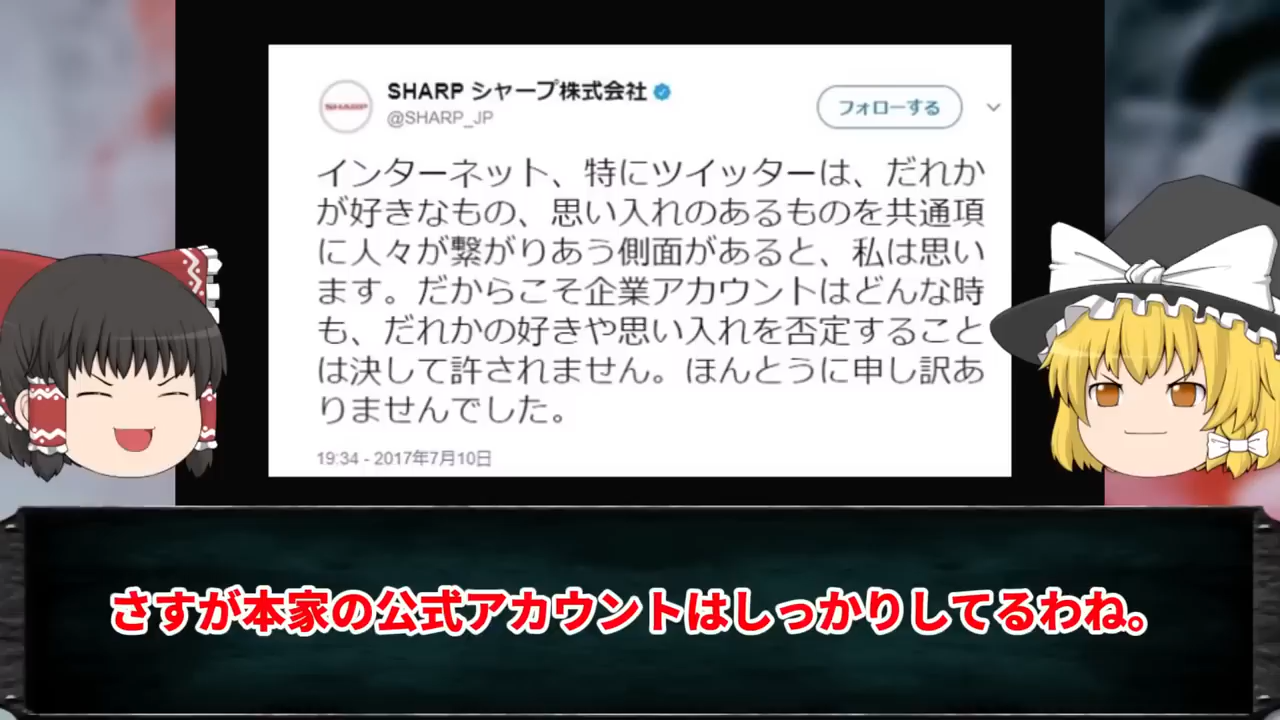 SHARP シャープ株式会社
@SHARP_JP
SHARP
フォローする
インターネット、特にツイッターは、だれか
が好きなもの、思い入れのあるものを共通項
に人々が繋がりあう側面があると、私は思い
ます。だからこそ企業アカウントはどんな時
も、だれかの好きや思い入れを否定すること
は決して許されません。ほんとうに申し訳あ
りませんでした。
19:34 - 2017年7月10日
さすが本家の公式アカウントはしっかりしてるわね。